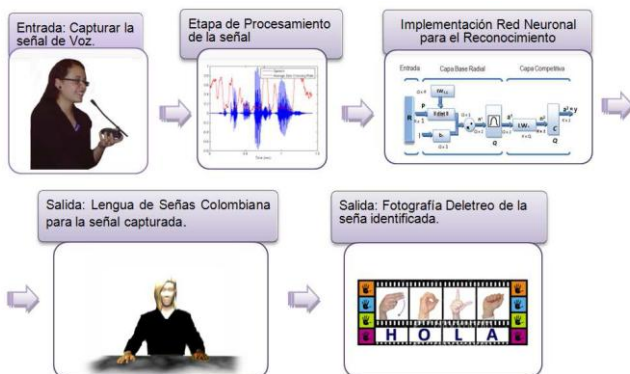 Entrada: Capturar la
señal de Voz.
Etapa de Procesamiento
de la señal
Implementación Red Neuronal
para el Reconocimiento
Entrada
Capa Base Radial
Capa Competitiva
Salida: Lengua de Señas Colombiana
para la señal capturada.
Salida: Fotografía Deletreo de la
seña identificada.
H O L A